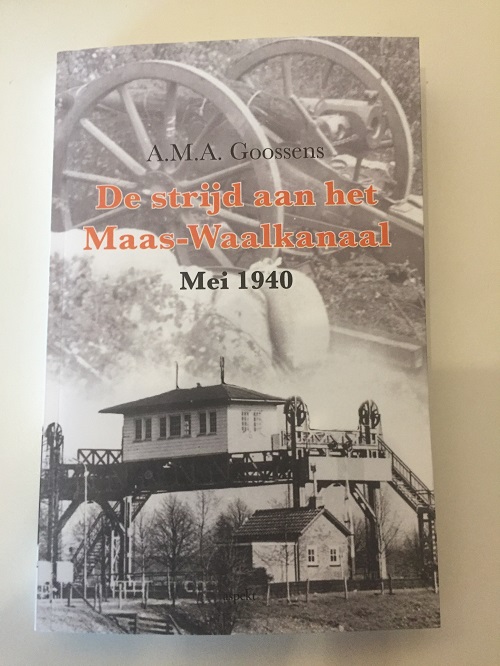 A.M.A. Goossens
De strijd aan het
Maas-Waalkanaal
Mei 1940